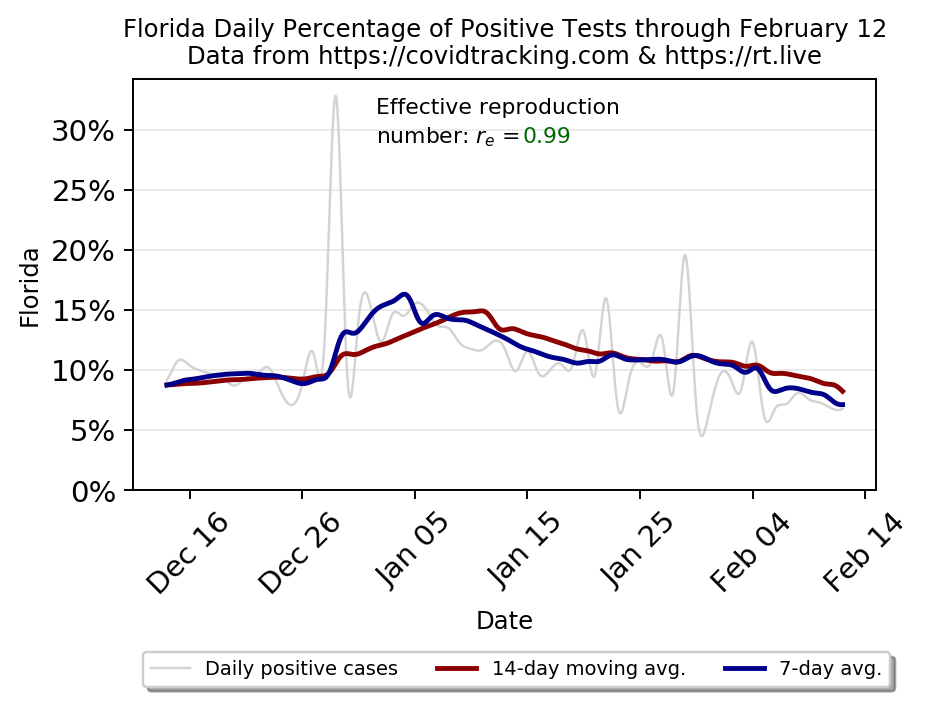 Florida Daily Percentage of Positive Tests through February 12
Data from https://covidtracking.com & https://rt.live
Effective reproduction
number: rₑ =0.99
30%
25%
20%
15%
10%
5%
0%
Florida
Dec 16
Dec 26
Jan 05
Jan 15
Jan 25
Feb 04
Feb 14
Date
Daily positive cases
14-day moving avg.
7-day avg.